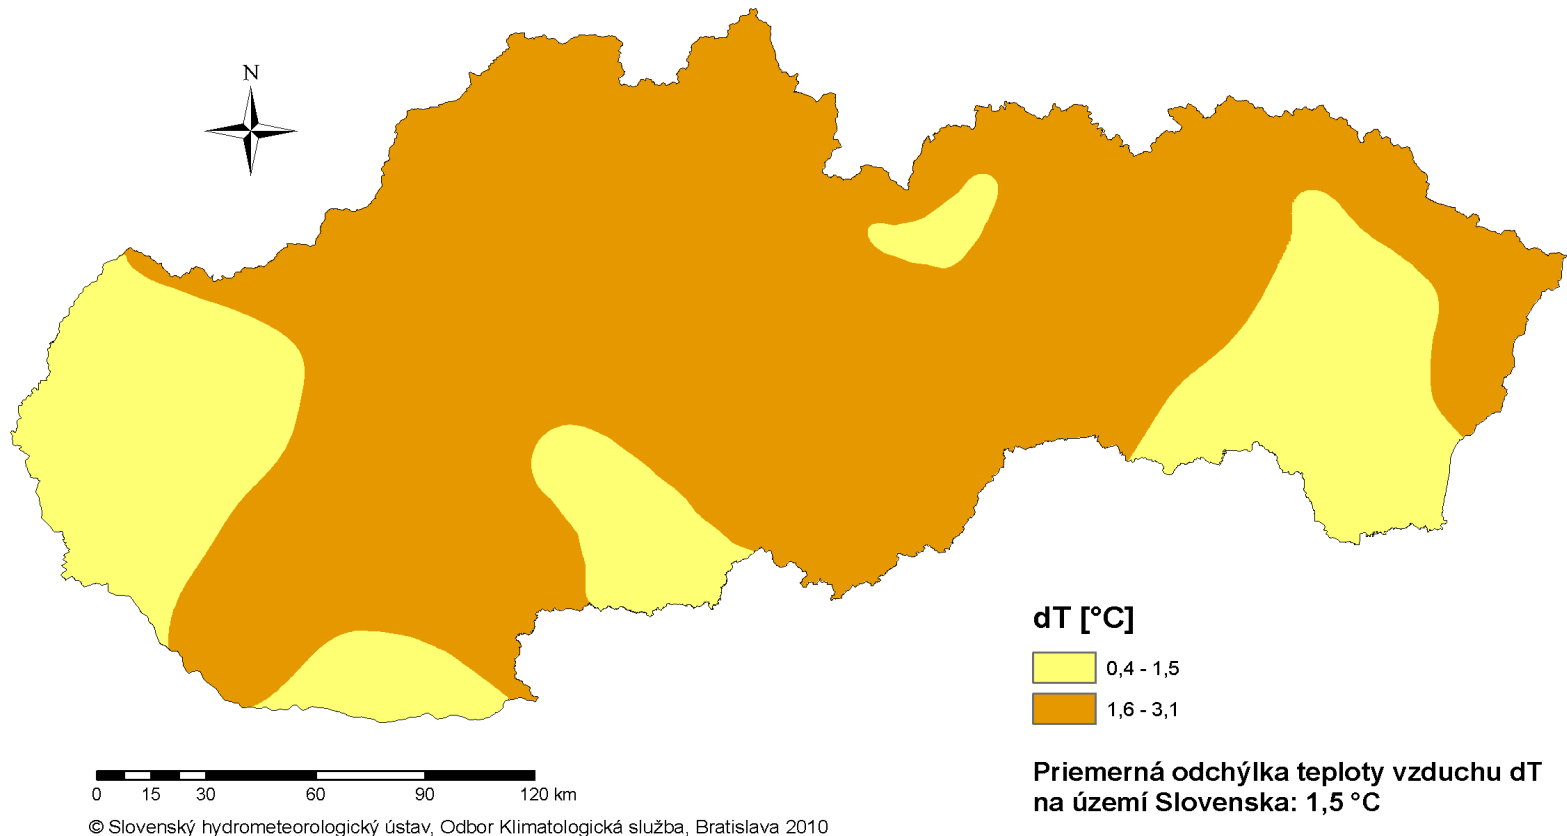 N
dT [°C]
0,4 - 1,5
1,6 - 3,1
Priemerná odchýlka teploty vzduchu dT
na území Slovenska: 1,5 °C
0 15 30 60 90 120 km
© Slovenský hydrometeorologický ústav, Odbor Klimatologická služba, Bratislava 2010